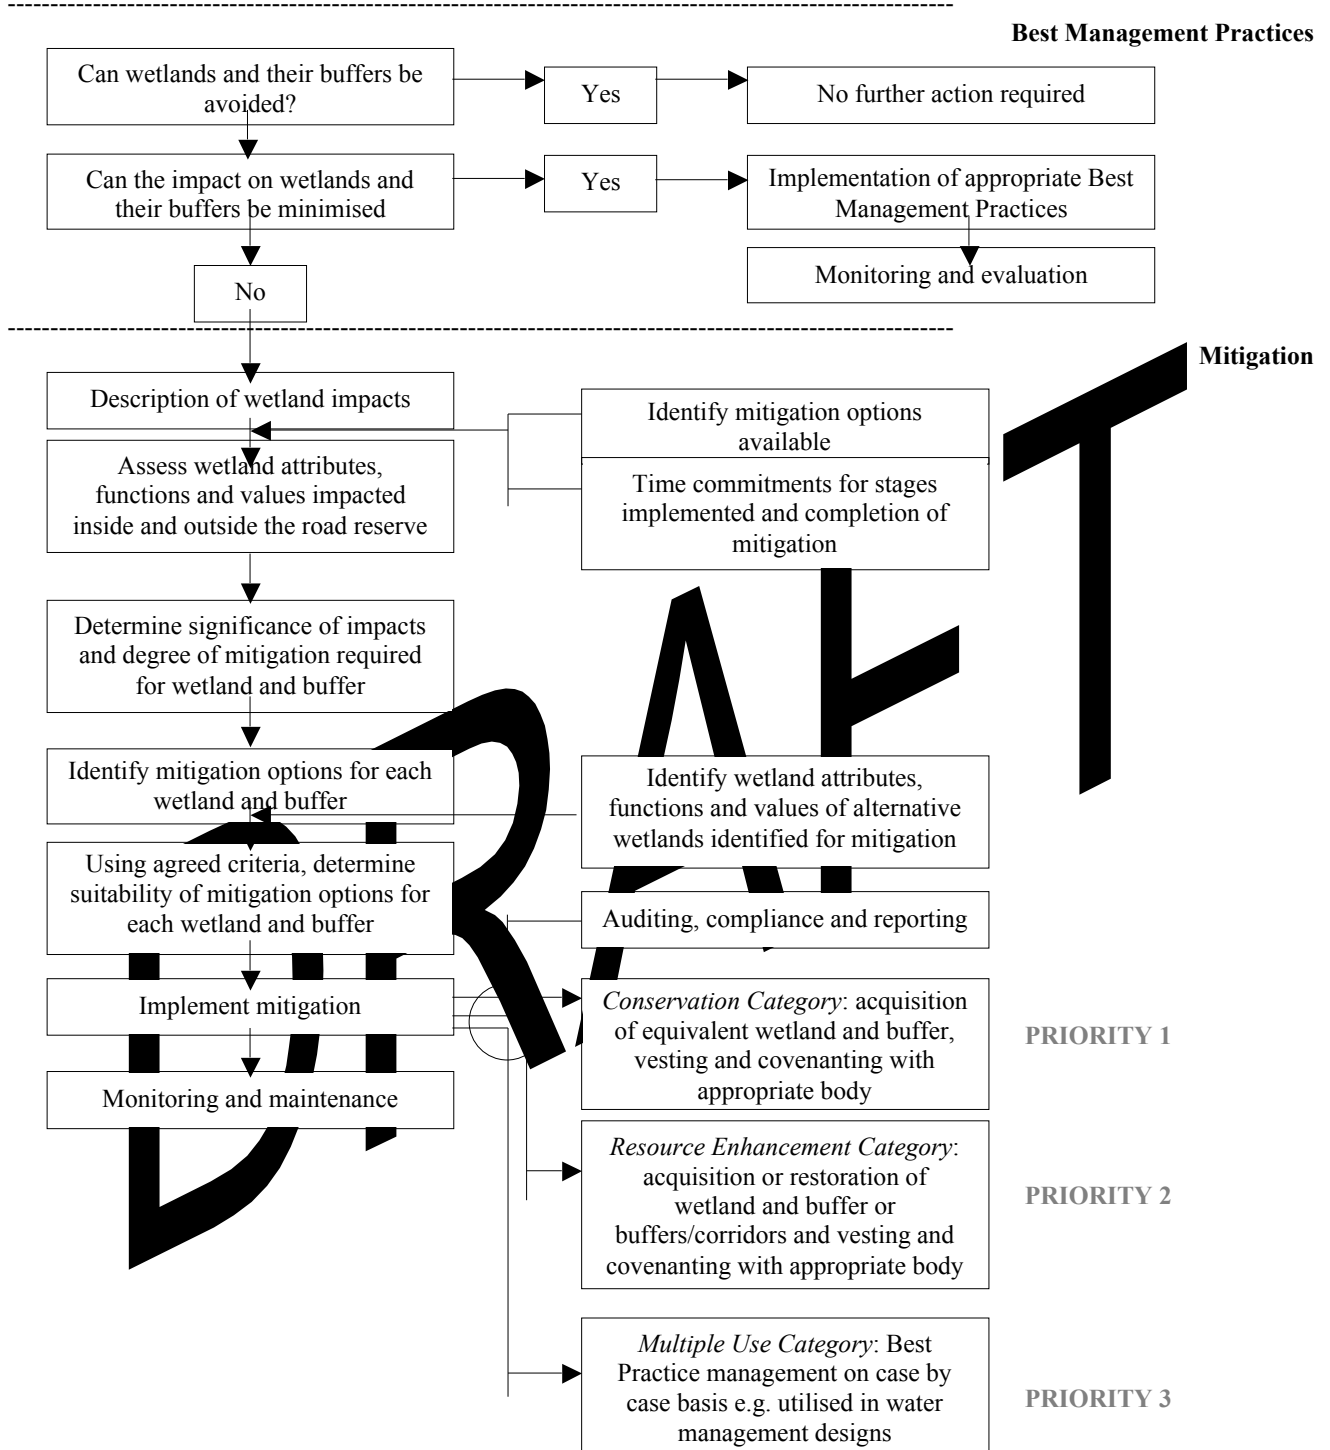 Best Management Practices
Can wetlands and their buffers be
avoided?
Yes
No further action required
Can the impact on wetlands and
their buffers be minimised
Yes
Implementation of appropriate Best
Management Practices
Monitoring and evaluation
No
Mitigation
Description of wetland impacts
Identify mitigation options
available
Assess wetland attributes,
functions and values impacted
inside and outside the road reserve
Time commitments for stages
implemented and completion of
mitigation
Determine significance of impacts
and degree of mitigation required
for wetland and buffer
Identify mitigation options for each
wetland and buffer
Identify wetland attributes,
functions and values of alternative
wetlands identified for mitigation
Using agreed criteria, determine
suitability of mitigation options for
each wetland and buffer
Auditing, compliance and reporting
Implement mitigation
Conservation Category: acquisition
of equivalent wetland and buffer,
vesting and covenanting with
appropriate body
PRIORITY 1
Monitoring and maintenance
Resource Enhancement Category:
acquisition or restoration of
wetland and buffer or
buffers/corridors and vesting and
covenanting with appropriate body
PRIORITY 2
Multiple Use Category: Best
Practice management on case by
case basis e.g. utilised in water
management designs
PRIORITY 3
DRAFT